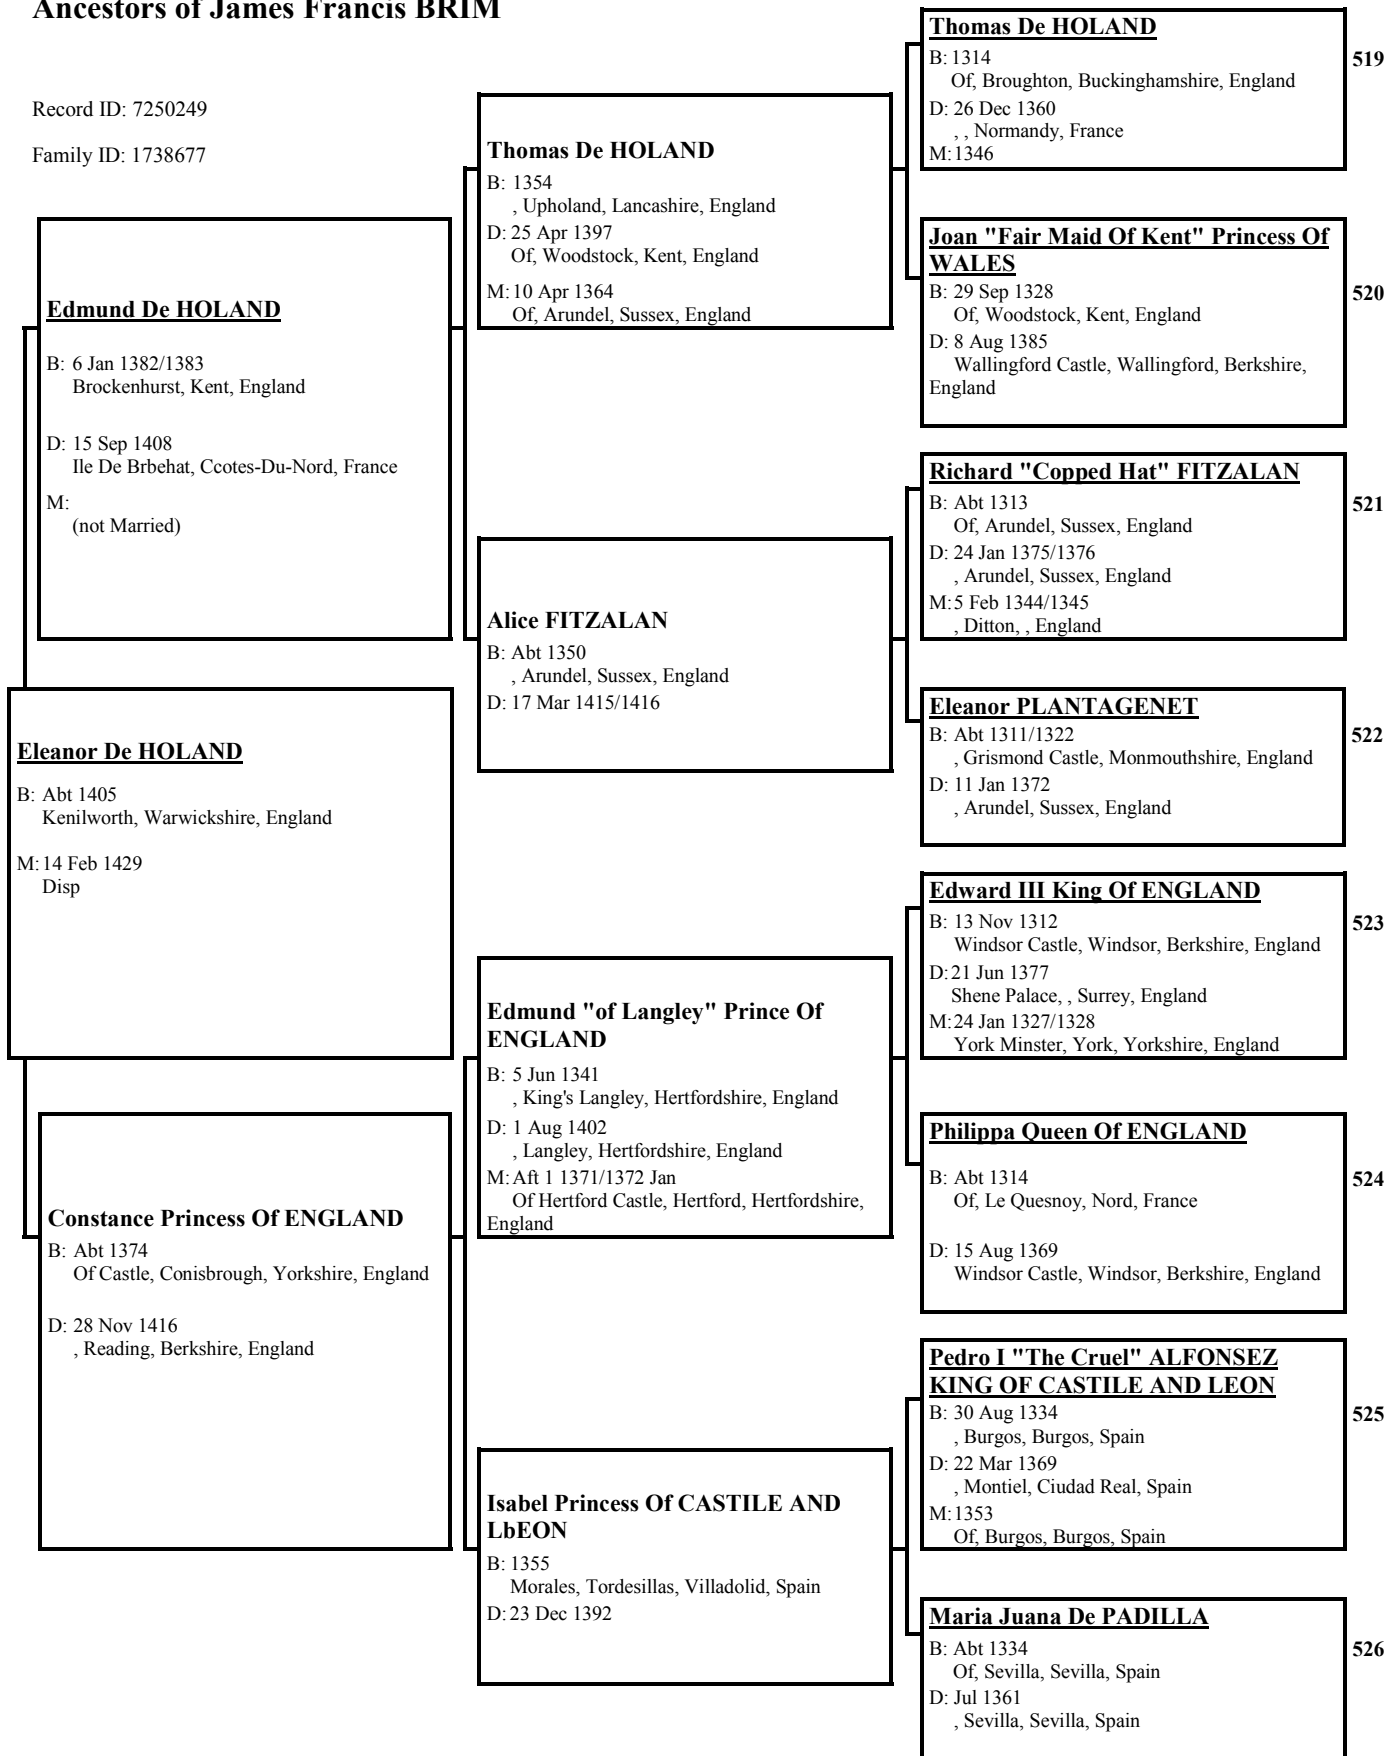 Ancestors of James Francis BRIM
Record ID: 7250249
Family ID: 1738677
Edmund De HOLAND
B: 6 Jan 1382/1383
Brockenhurst, Kent, England
D: 15 Sep 1408
Ile De Brbehat, Ccotes-Du-Nord, France
M:
(not Married)
Eleanor De HOLAND
B: Abt 1405
Kenilworth, Warwickshire, England
M: 14 Feb 1429
Disp
Constance Princess Of ENGLAND
B: Abt 1374
Of Castle, Conisbrough, Yorkshire, England
D: 28 Nov 1416
, Reading, Berkshire, England
Thomas De HOLAND
B: 1354
, Upholand, Lancashire, England
D: 25 Apr 1397
Of, Woodstock, Kent, England
M: 10 Apr 1364
Of, Arundel, Sussex, England
Alice FITZALAN
B: Abt 1350
, Arundel, Sussex, England
D: 17 Mar 1415/1416
Edmund "of Langley" Prince Of
ENGLAND
B: 5 Jun 1341
, King's Langley, Hertfordshire, England
D: 1 Aug 1402
, Langley, Hertfordshire, England
M: Aft 1 1371/1372 Jan
Of Hertford Castle, Hertford, Hertfordshire,
England
Isabel Princess Of CASTILE AND
LbEON
B: 1355
Morales, Tordesillas, Villadolid, Spain
D: 23 Dec 1392
Thomas De HOLAND
B: 1314
Of, Broughton, Buckinghamshire, England
D: 26 Dec 1360
, , Normandy, France
M: 1346
519
Joan "Fair Maid Of Kent" Princess Of
WALES
B: 29 Sep 1328
Of, Woodstock, Kent, England
D: 8 Aug 1385
Wallingford Castle, Wallingford, Berkshire,
England
520
Richard "Copped Hat" FITZALAN
B: Abt 1313
Of, Arundel, Sussex, England
D: 24 Jan 1375/1376
, Arundel, Sussex, England
M: 5 Feb 1344/1345
, Ditton, , England
521
Eleanor PLANTAGENET
B: Abt 1311/1322
, Grismond Castle, Monmouthshire, England
D: 11 Jan 1372
, Arundel, Sussex, England
522
Edward III King Of ENGLAND
B: 13 Nov 1312
Windsor Castle, Windsor, Berkshire, England
D: 21 Jun 1377
Shene Palace, , Surrey, England
M: 24 Jan 1327/1328
York Minster, York, Yorkshire, England
523
Philippa Queen Of ENGLAND
B: Abt 1314
Of, Le Quesnoy, Nord, France
D: 15 Aug 1369
Windsor Castle, Windsor, Berkshire, England
524
Pedro I "The Cruel" ALFONSEZ
KING OF CASTILE AND LEON
B: 30 Aug 1334
, Burgos, Burgos, Spain
D: 22 Mar 1369
, Montiel, Ciudad Real, Spain
M: 1353
Of, Burgos, Burgos, Spain
525
Maria Juana De PADILLA
B: Abt 1334
Of, Sevilla, Sevilla, Spain
D: Jul 1361
, Sevilla, Sevilla, Spain
526